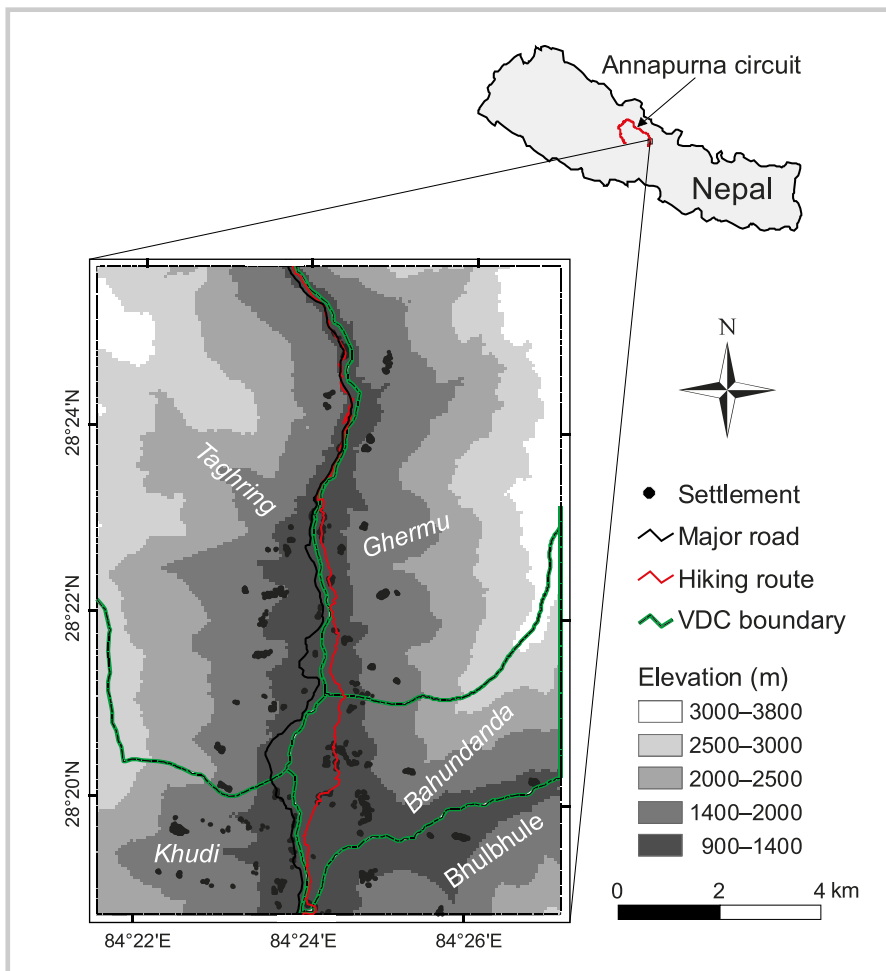 Annapurna circuit
Nepal
N
28°24'N
28°22'N
28°20'N
Taghring
Ghermu
Bahundanda
Khudi
Bhulbhule
84°22'E
84°24'E
84°26'E
Settlement
Major road
Hiking route
VDC boundary
Elevation (m)
3000–3800
2500–3000
2000–2500
1400–2000
900–1400
0 2 4 km